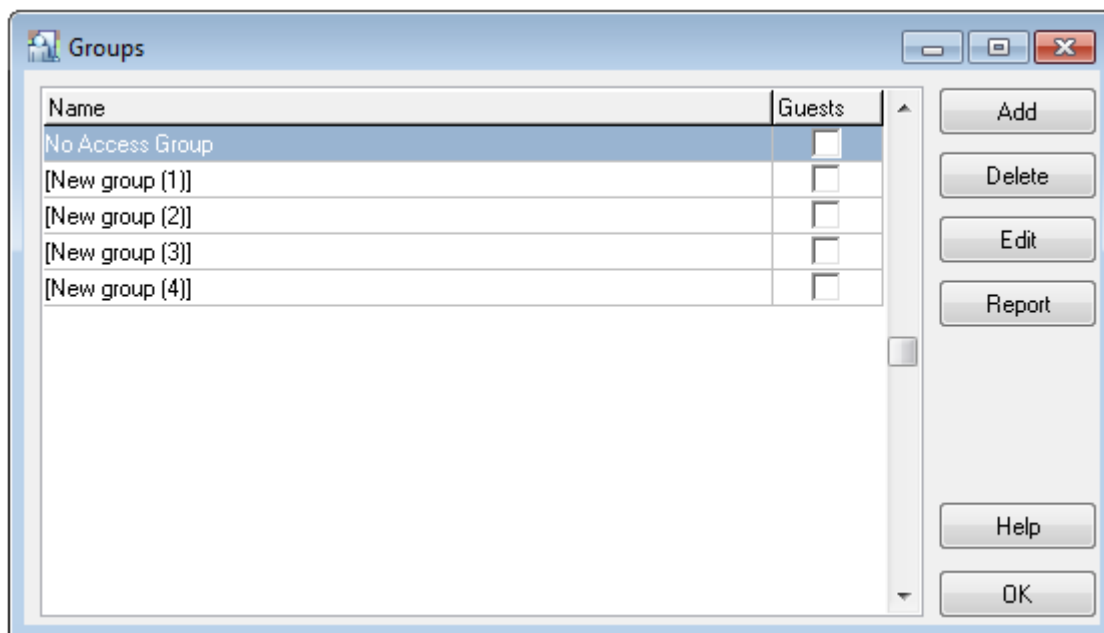 Groups
Name Guests
No Access Group
[New group (1)]
[New group (2)]
[New group (3)]
[New group (4)]
Add
Delete
Edit
Report
Help
OK